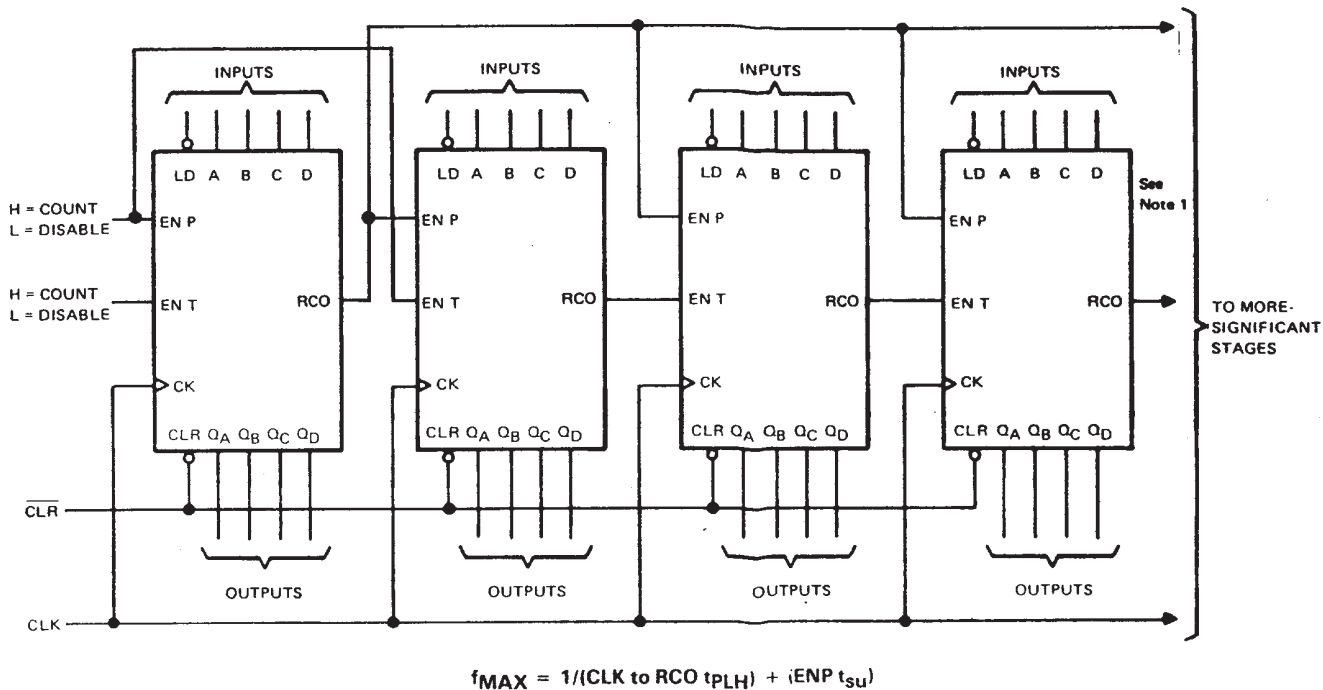 INPUTS INPUTS INPUTS INPUTS
LD A B C D LD A B C D LD A B C D LD A B C D
See
Note 1
H = COUNT
L = DISABLE
EN P EN P EN P EN P
H = COUNT
L = DISABLE
EN T RCO EN T RCO EN T RCO EN T RCO
TO MORE-
SIGNIFICANT
STAGES
CK CK CK CK
CLR QA QB QC QD CLR QA QB QC QD CLR QA QB QC QD CLR QA QB QC QD
CLR
OUTPUTS OUTPUTS OUTPUTS OUTPUTS
CLK
fMAX = 1/(CLK to RCO tPLH) + (ENP tsu)